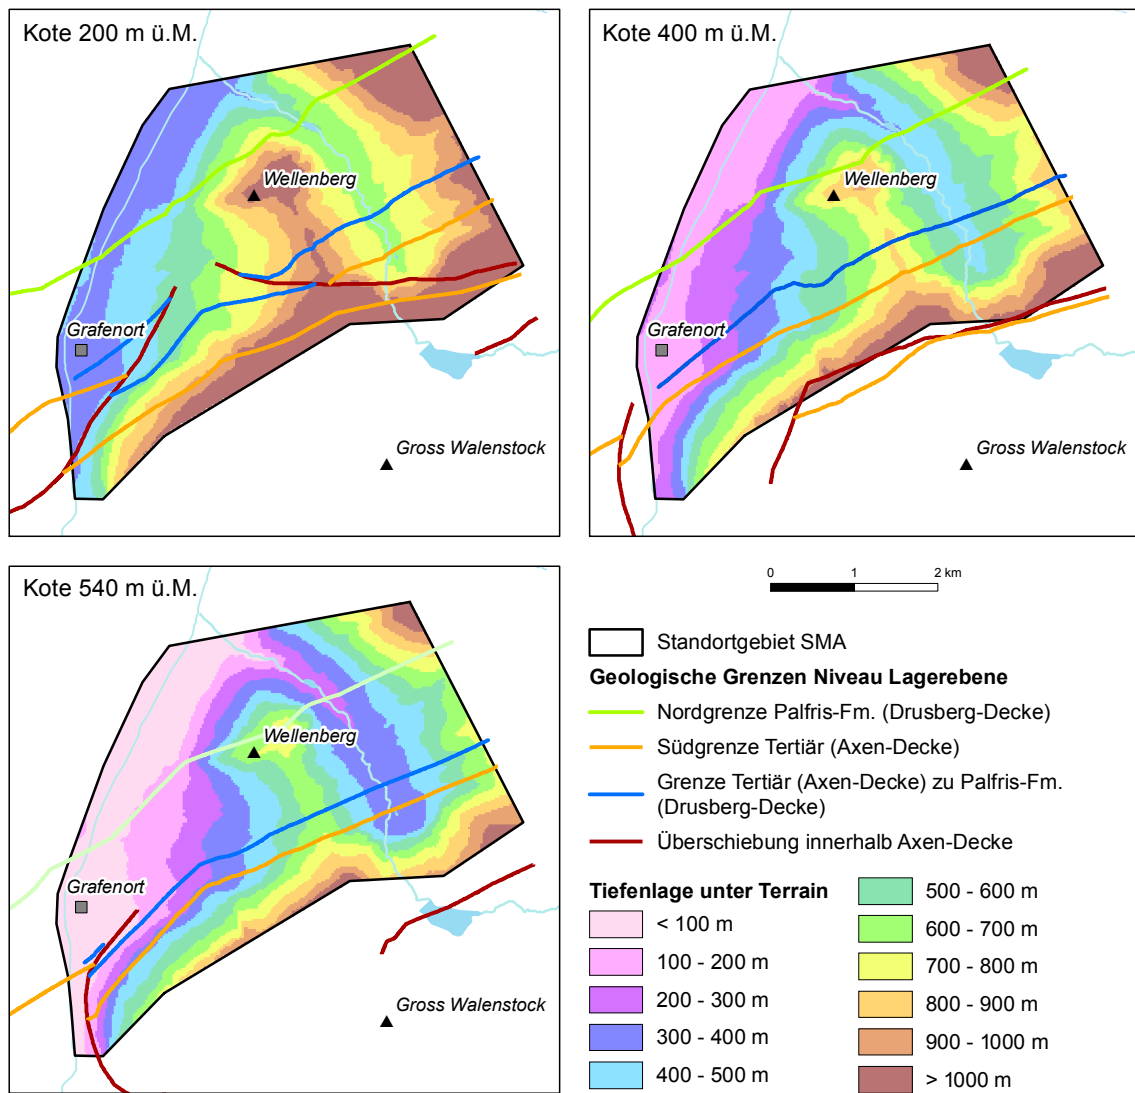 Kote 200 m ü.M.
Wellenberg
Grafenort
Gross Walenstock
Kote 400 m ü.M.
Wellenberg
Grafenort
Gross Walenstock
Kote 540 m ü.M.
Wellenberg
Grafenort
Gross Walenstock
0 1 2 km
Standortgebiet SMA
Geologische Grenzen Niveau Lagerebene
Nordgrenze Palfris-Fm. (Drusberg-Decke)
Südgrenze Tertiär (Axen-Decke)
Grenze Tertiär (Axen-Decke) zu Palfris-Fm.
(Drusberg-Decke)
Überschiebung innerhalb Axen-Decke
Tiefenlage unter Terrain
< 100 m
100 - 200 m
200 - 300 m
300 - 400 m
400 - 500 m
500 - 600 m
600 - 700 m
700 - 800 m
800 - 900 m
900 - 1000 m
> 1000 m